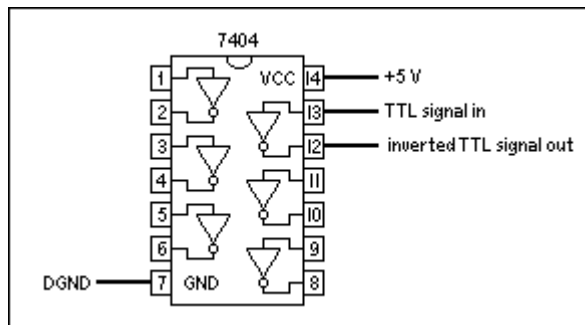 7404
1
VCC
14
+5 V
2
13
TTL signal in
3
12
inverted TTL signal out
4
11
5
10
6
9
DGND
7
GND
8